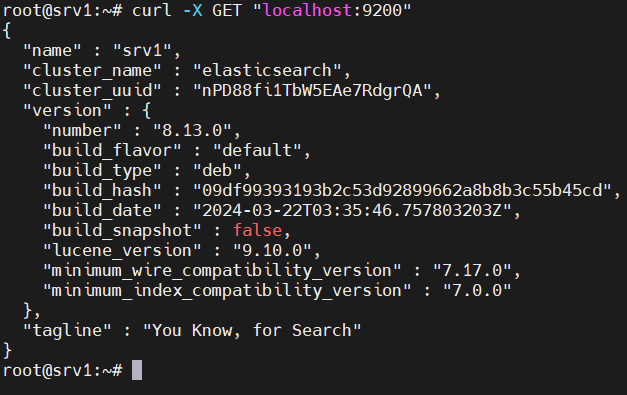 root@srv1:~# curl -X GET "localhost:9200"
{
  "name" : "srv1",
  "cluster_name" : "elasticsearch",
  "cluster_uuid" : "nPD88fi1TbW5EAe7RdgrQA",
  "version" : {
    "number" : "8.13.0",
    "build_flavor" : "default",
    "build_type" : "deb",
    "build_hash" : "09df99393193b2c53d92899662a8b8b3c55b45cd",
    "build_date" : "2024-03-22T03:35:46.757803203Z",
    "build_snapshot" : false,
    "lucene_version" : "9.10.0",
    "minimum_wire_compatibility_version" : "7.17.0",
    "minimum_index_compatibility_version" : "7.0.0"
  },
  "tagline" : "You Know, for Search"
}
root@srv1:~#